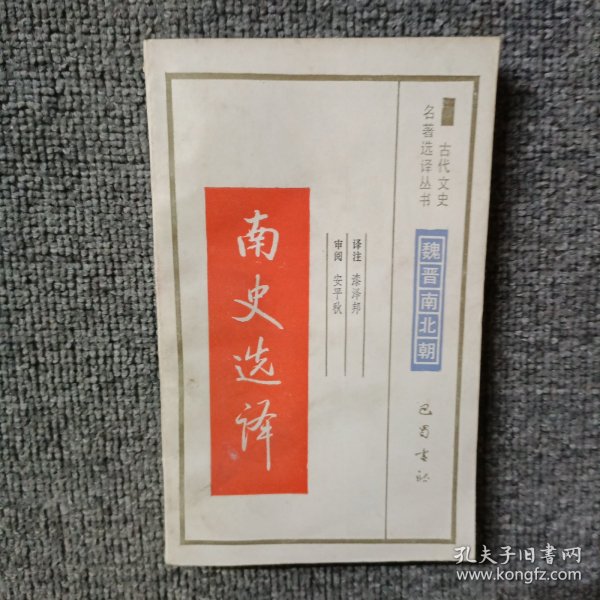 古代文史
名著选译丛书
魏晋南北朝
巴蜀书社
译注 漆泽邦
审阅 安平秋
南史选译
孔夫子旧书网
www.kongfz.com